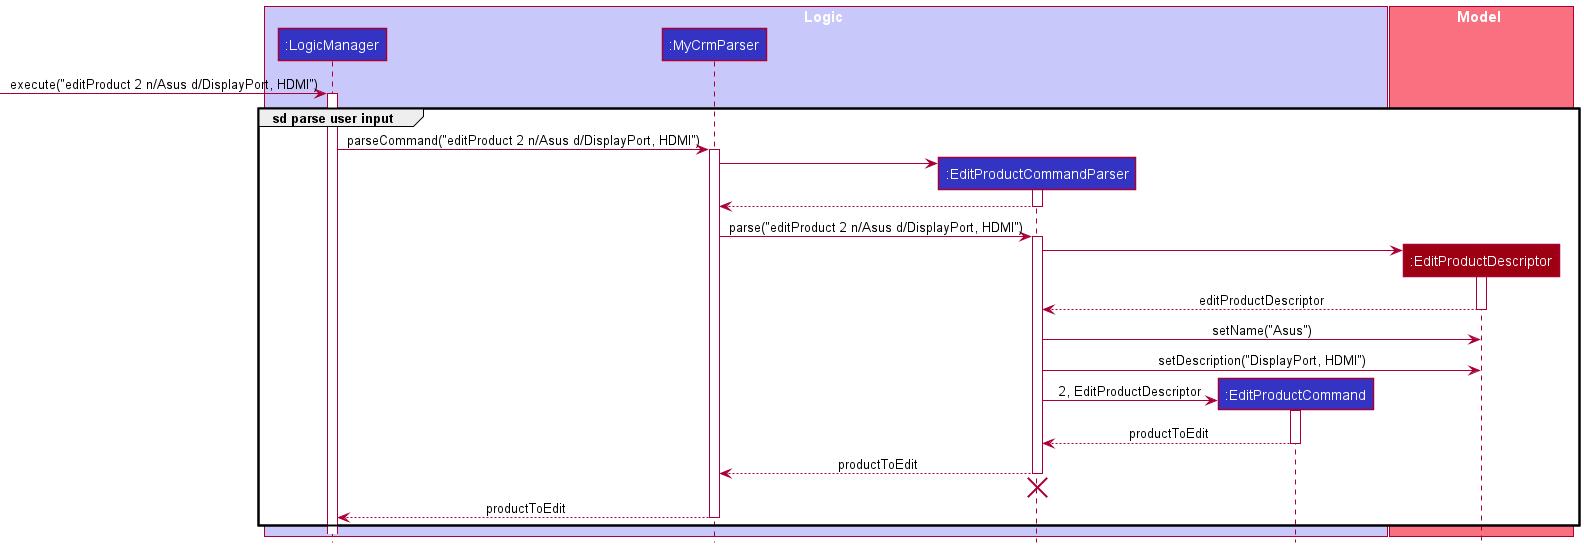 Logic
Model
:LogicManager
:MyCrmParser
execute("editProduct 2 n/Asus d/DisplayPort, HDMI")
sd parse user input
parseCommand("editProduct 2 n/Asus d/DisplayPort, HDMI")
:EditProductCommandParser
parse("editProduct 2 n/Asus d/DisplayPort, HDMI")
:EditProductDescriptor
editProductDescriptor
setName("Asus")
setDescription("DisplayPort, HDMI")
2, EditProductDescriptor
:EditProductCommand
productToEdit
productToEdit
productToEdit